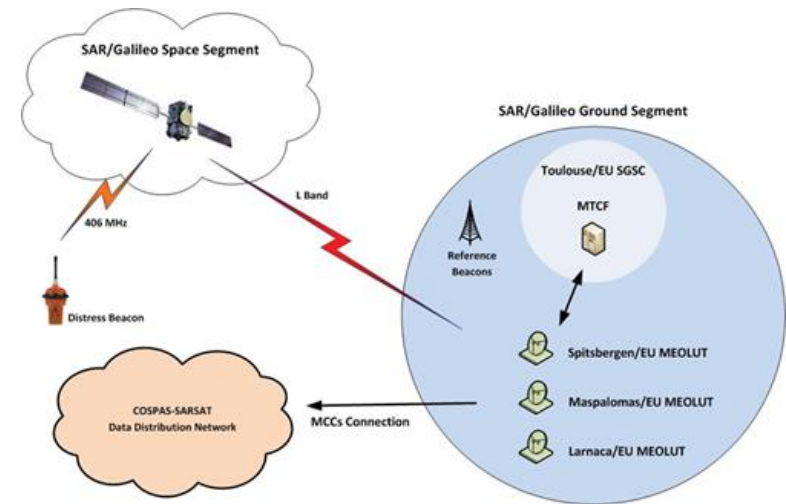 SAR/Galileo Space Segment
SAR/Galileo Ground Segment
Toulouse/EU SGSC
MTCF
L Band
406 MHz
Reference
Beacons
Distress Beacon
Spitsbergen/EU MEOLUT
COSPAS-SARSAT
Data Distribution Network
MCCs Connection
Maspalomas/EU MEOLUT
Larnaca/EU MEOLUT